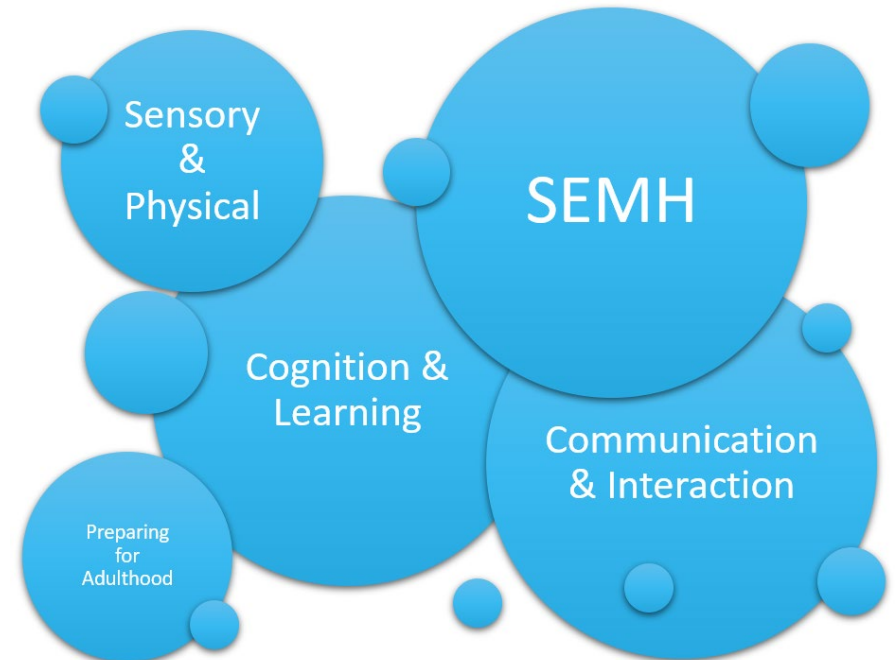 Sensory
&
Physical
SEMH
Cognition &
Learning
Communication
& Interaction
Preparing
for
Adulthood